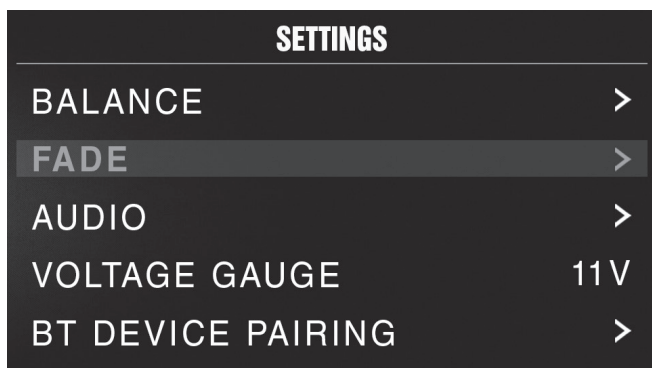 SETTINGS
BALANCE >
FADE >
AUDIO >
VOLTAGE GAUGE 11V
BT DEVICE PAIRING >